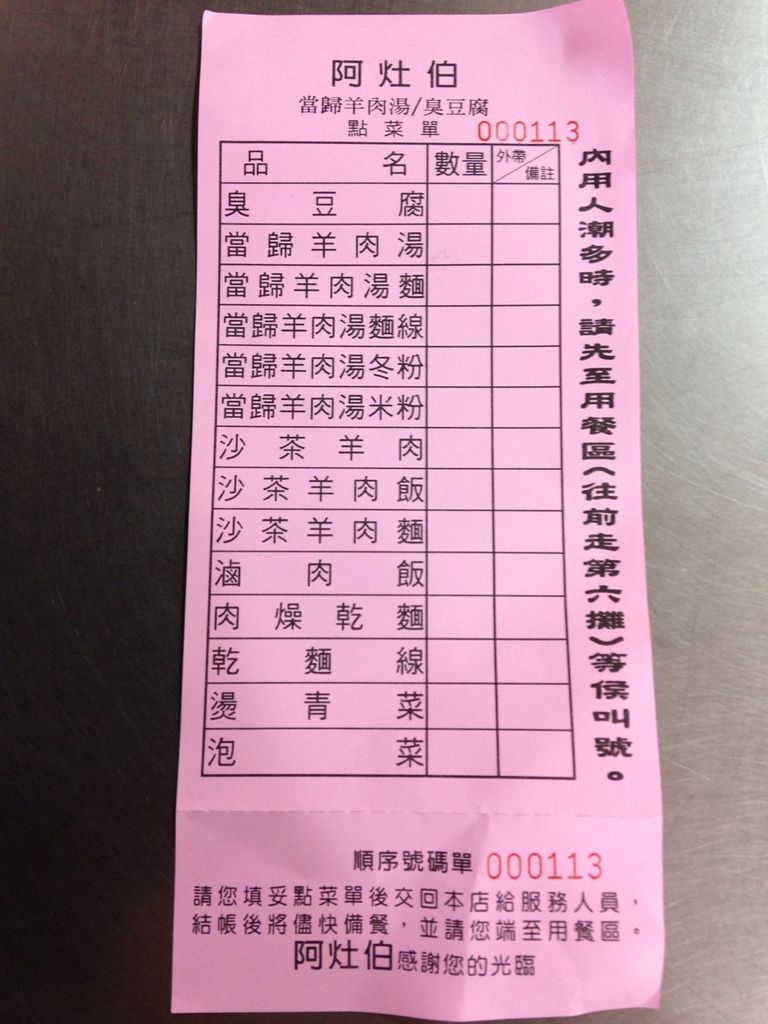 阿灶伯
當歸羊肉湯/臭豆腐
點菜單 000113
品名 數量 外帶/備註
臭豆腐
當歸羊肉湯
當歸羊肉湯麵
當歸羊肉湯麵線
當歸羊肉湯冬粉
當歸羊肉湯米粉
沙茶羊肉
沙茶羊肉飯
沙茶羊肉麵
滷肉飯
肉燥乾麵
乾麵線
燙青菜
泡菜
內用人潮多時，請先至用餐區(往前走第六攤)等侯叫號。
順序號碼單 000113
請您填妥點菜單後交回本店給服務人員，
結帳後將儘快備餐，並請您端至用餐區。
阿灶伯感謝您的光臨